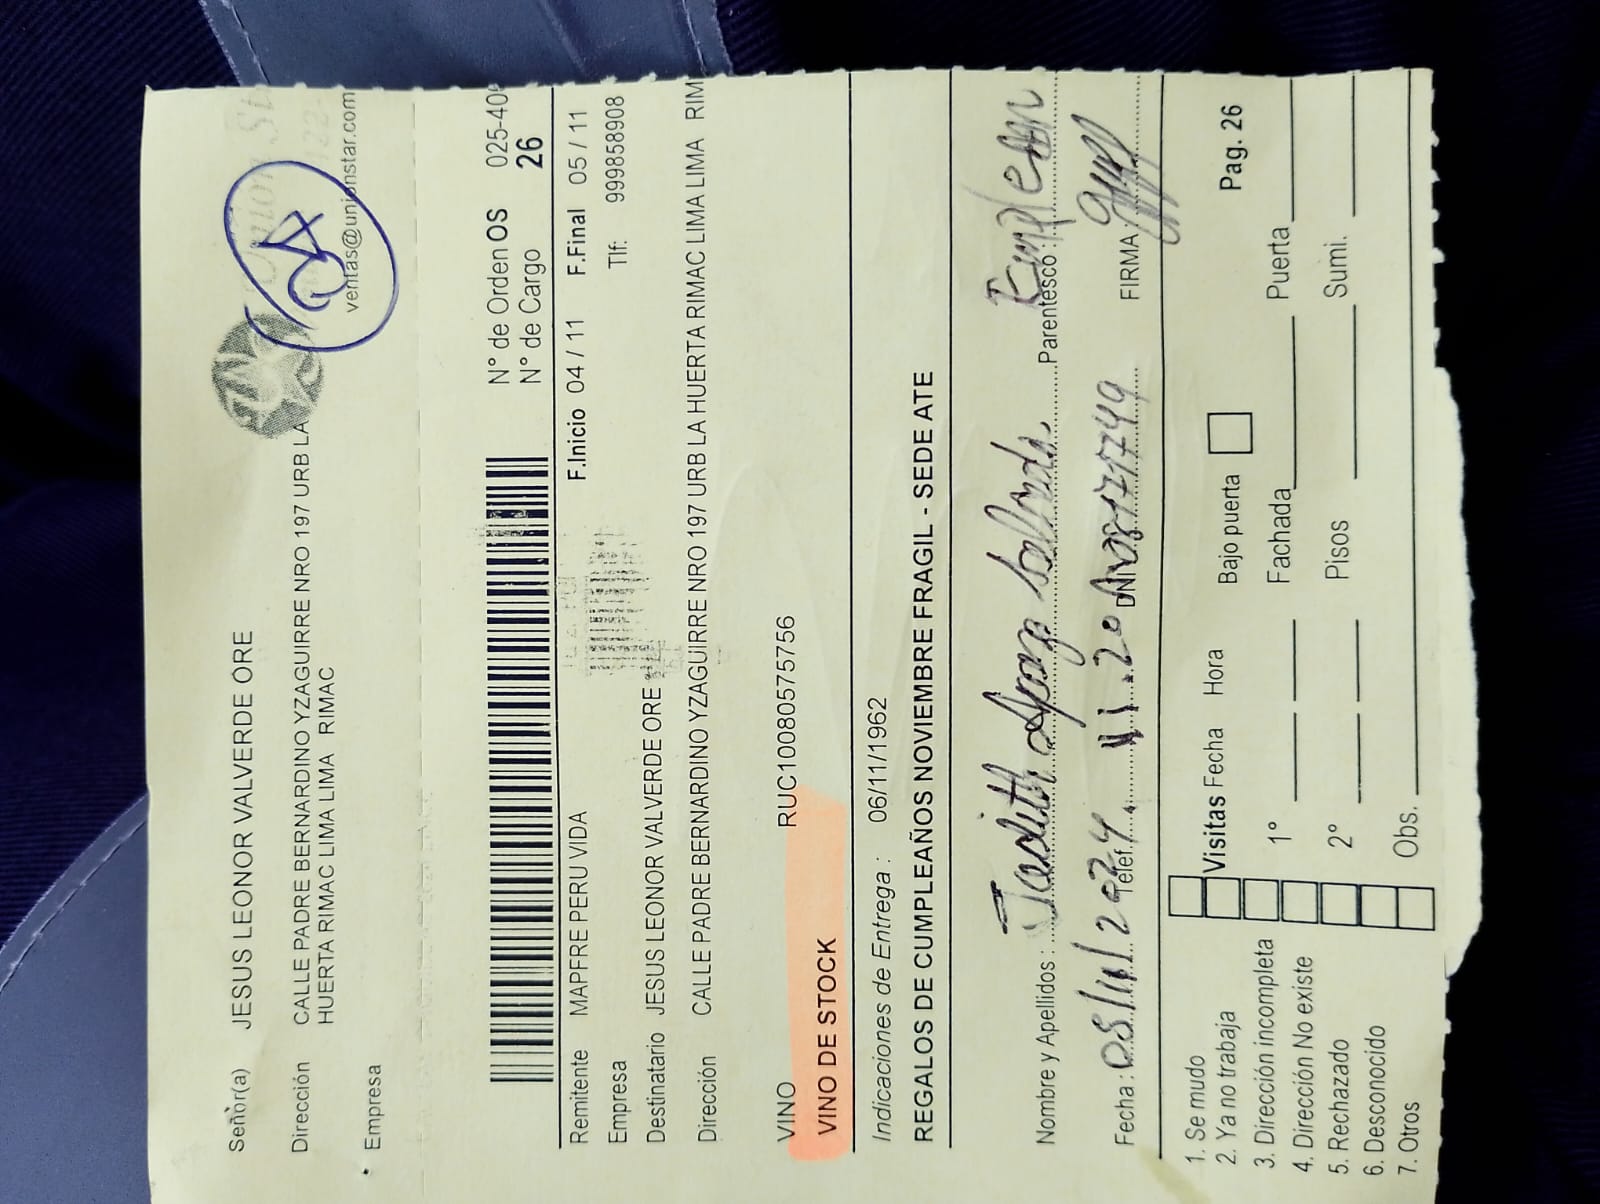 Señor(a) JESUS LEONOR VALVERDE ORE
Dirección CALLE PADRE BERNARDINO YZAGUIRRE NRO 197 URB LA
HUERTA RIMAC LIMA LIMA RIMAC
Empresa
ventas@unionstar.com
N° de Orden OS 025-40
N° de Cargo 26
F.Inicio 04 / 11 F.Final 05 / 11
Remitente MAPFRE PERU VIDA
Empresa Tlf: 999858908
Destinatario JESUS LEONOR VALVERDE ORE
Dirección CALLE PADRE BERNARDINO YZAGUIRRE NRO 197 URB LA HUERTA RIMAC LIMA LIMA RIM
VINO RUC10080575756
VINO DE STOCK
Indicaciones de Entrega : 06/11/1962
REGALOS DE CUMPLEAÑOS NOVIEMBRE FRAGIL - SEDE ATE
Nombre y Apellidos : Parentesco :
Fecha : 05/11/2024 Telef. 11.20 DNI FIRMA:
Pag. 26
1. Se mudo
2. Ya no trabaja
3. Dirección incompleta
4. Dirección No existe
5. Rechazado
6. Desconocido
7. Otros
Visitas Fecha Hora Bajo puerta
1° Fachada Puerta
2° Pisos Sumi.
Obs.